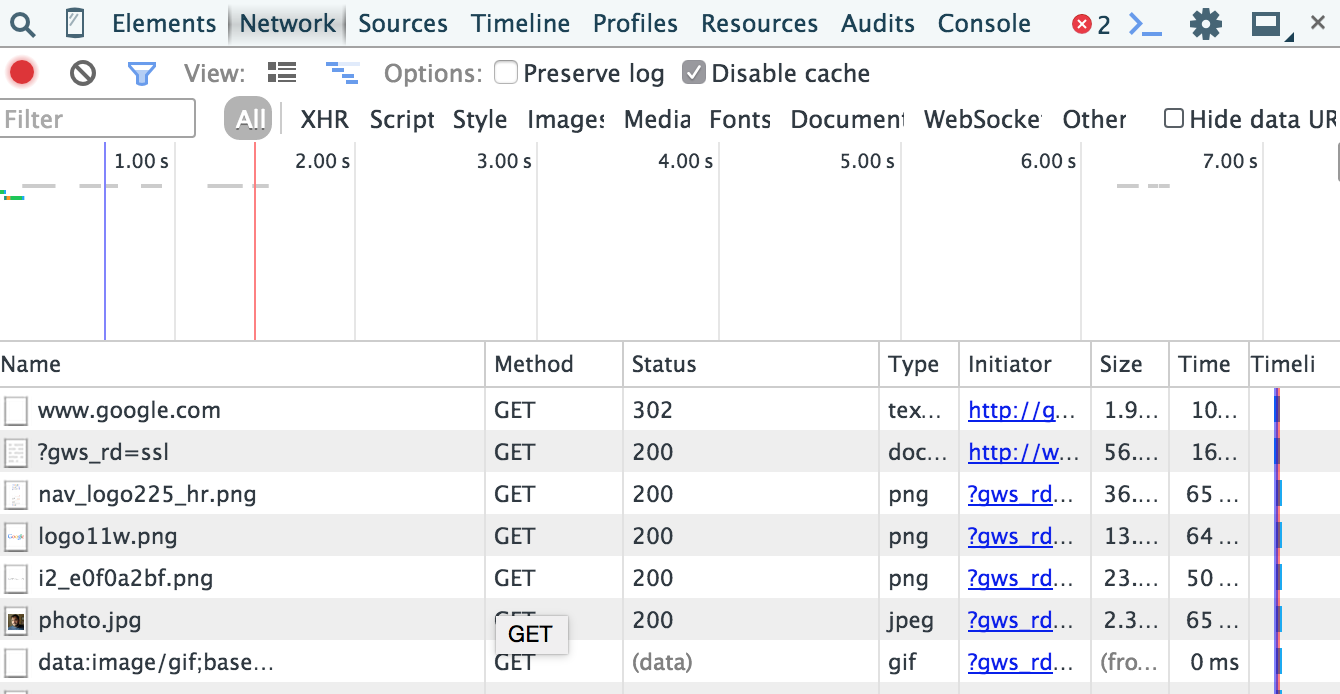 Elements Network Sources Timeline Profiles Resources Audits Console 2
View: Options: Preserve log Disable cache
Filter All XHR Script Style Images Media Fonts Document WebSocke Other Hide data UR
1.00 s 2.00 s 3.00 s 4.00 s 5.00 s 6.00 s 7.00 s
Name Method Status Type Initiator Size Time Timeli
www.google.com GET 302 tex... http://g... 1.9... 10...
?gws_rd=ssl GET 200 doc... http://w... 56.... 16...
nav_logo225_hr.png GET 200 png ?gws_rd... 36.... 65 ...
logo11w.png GET 200 png ?gws_rd... 13.... 64 ...
i2_e0f0a2bf.png GET 200 png ?gws_rd... 23.... 50 ...
photo.jpg GET 200 jpeg ?gws_rd... 2.3... 65 ...
GET
data:image/gif;base... GET (data) gif ?gws_rd... (fro... 0 ms